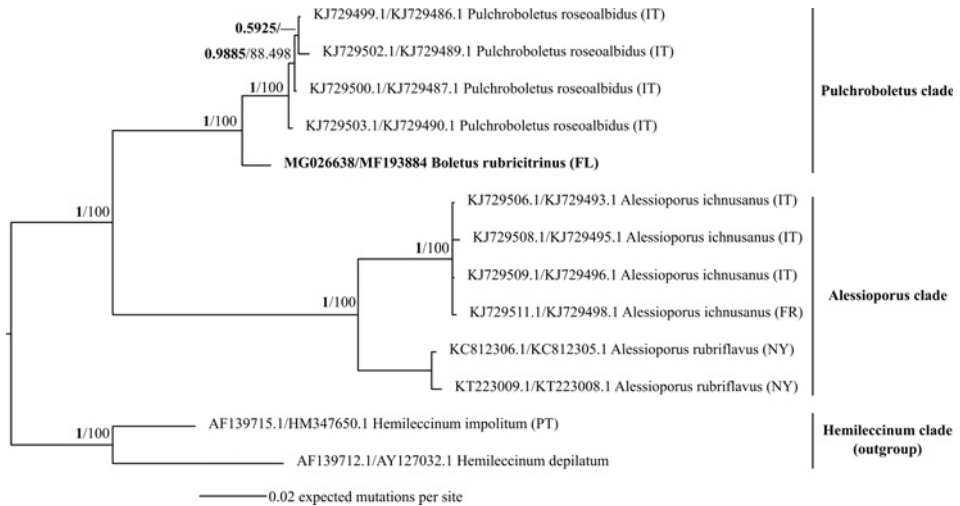 KJ729499.1/KJ729486.1 Pulchroboletus roseoalbidus (IT)
0.5925/—
KJ729502.1/KJ729489.1 Pulchroboletus roseoalbidus (IT)
0.9885/88.498
KJ729500.1/KJ729487.1 Pulchroboletus roseoalbidus (IT)
Pulchroboletus clade
1/100
KJ729503.1/KJ729490.1 Pulchroboletus roseoalbidus (IT)
1/100
MG026638/MF193884 Boletus rubricitrinus (FL)
KJ729506.1/KJ729493.1 Alessioporus ichnusanus (IT)
1/100
KJ729508.1/KJ729495.1 Alessioporus ichnusanus (IT)
1/100
KJ729509.1/KJ729496.1 Alessioporus ichnusanus (IT)
Alessioporus clade
1/100
KJ729511.1/KJ729498.1 Alessioporus ichnusanus (FR)
KC812306.1/KC812305.1 Alessioporus rubriflavus (NY)
KT223009.1/KT223008.1 Alessioporus rubriflavus (NY)
AF139715.1/HM347650.1 Hemileccinum impolitum (PT)
1/100
Hemileccinum clade
(outgroup)
AF139712.1/AY127032.1 Hemileccinum depilatum
0.02 expected mutations per site